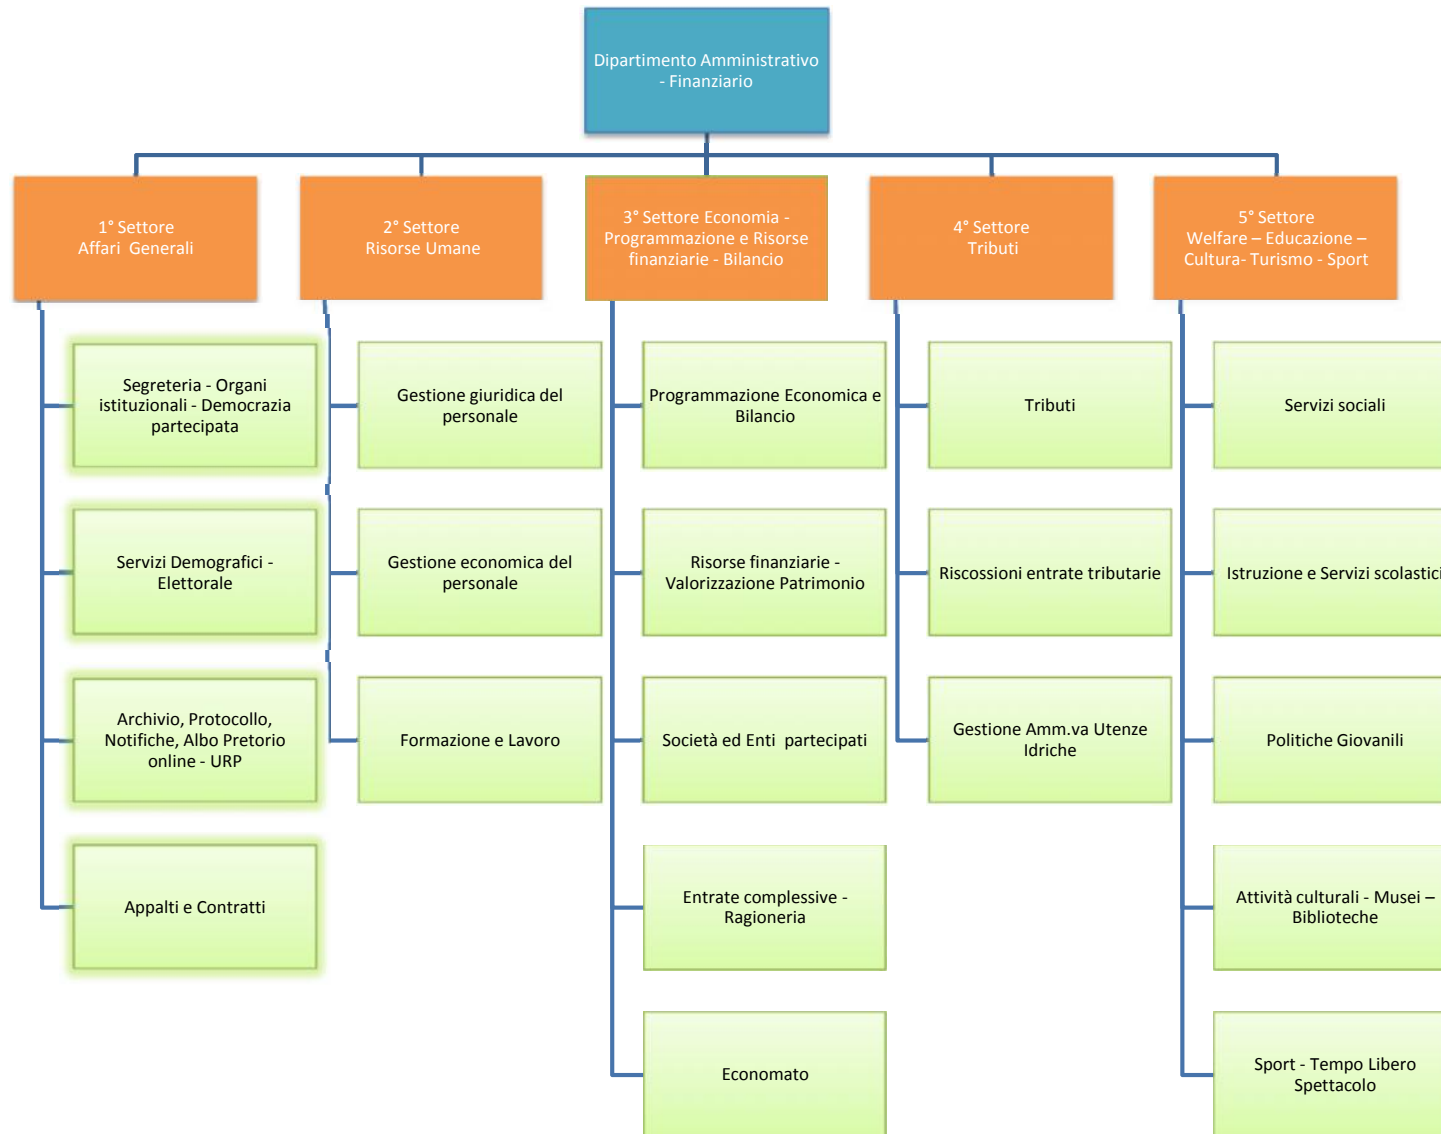 Dipartimento Amministrativo
- Finanziario
1° Settore
Affari Generali
2° Settore
Risorse Umane
3° Settore Economia -
Programmazione e Risorse
finanziarie - Bilancio
4° Settore
Tributi
5° Settore
Welfare – Educazione –
Cultura- Turismo - Sport
Segreteria - Organi
istituzionali - Democrazia
partecipata
Gestione giuridica del
personale
Programmazione Economica e
Bilancio
Tributi
Servizi sociali
Servizi Demografici -
Elettorale
Gestione economica del
personale
Risorse finanziarie -
Valorizzazione Patrimonio
Riscossioni entrate tributarie
Istruzione e Servizi scolastici
Archivio, Protocollo,
Notifiche, Albo Pretorio
online - URP
Formazione e Lavoro
Società ed Enti partecipati
Gestione Amm.va Utenze
Idriche
Politiche Giovanili
Appalti e Contratti
Entrate complessive -
Ragioneria
Attività culturali - Musei –
Biblioteche
Economato
Sport - Tempo Libero
Spettacolo